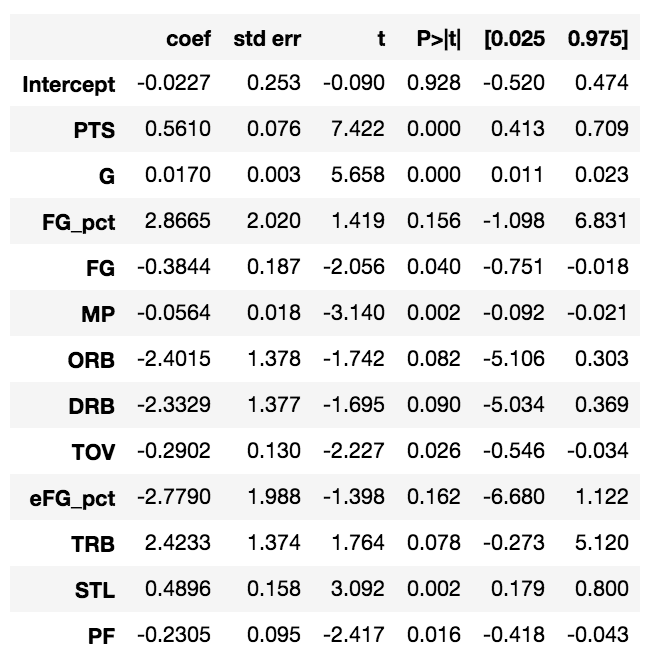 coef std err t P>|t| [0.025 0.975]
Intercept -0.0227 0.253 -0.090 0.928 -0.520 0.474
PTS 0.5610 0.076 7.422 0.000 0.413 0.709
G 0.0170 0.003 5.658 0.000 0.011 0.023
FG_pct 2.8665 2.020 1.419 0.156 -1.098 6.831
FG -0.3844 0.187 -2.056 0.040 -0.751 -0.018
MP -0.0564 0.018 -3.140 0.002 -0.092 -0.021
ORB -2.4015 1.378 -1.742 0.082 -5.106 0.303
DRB -2.3329 1.377 -1.695 0.090 -5.034 0.369
TOV -0.2902 0.130 -2.227 0.026 -0.546 -0.034
eFG_pct -2.7790 1.988 -1.398 0.162 -6.680 1.122
TRB 2.4233 1.374 1.764 0.078 -0.273 5.120
STL 0.4896 0.158 3.092 0.002 0.179 0.800
PF -0.2305 0.095 -2.417 0.016 -0.418 -0.043